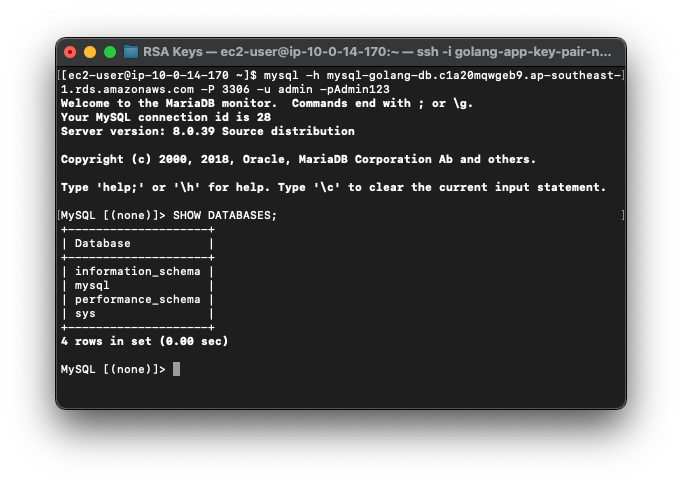 RSA Keys — ec2-user@ip-10-0-14-170:~ — ssh -i golang-app-key-pair-n...
[[ec2-user@ip-10-0-14-170 ~]$ mysql -h mysql-golang-db.c1a20mqwgeb9.ap-southeast-]
1.rds.amazonaws.com -P 3306 -u admin -pAdmin123
Welcome to the MariaDB monitor.  Commands end with ; or \g.
Your MySQL connection id is 28
Server version: 8.0.39 Source distribution
Copyright (c) 2000, 2018, Oracle, MariaDB Corporation Ab and others.
Type 'help;' or '\h' for help. Type '\c' to clear the current input statement.
[MySQL [(none)]> SHOW DATABASES; ]
+--------------------+
| Database           |
+--------------------+
| information_schema |
| mysql              |
| performance_schema |
| sys                |
+--------------------+
4 rows in set (0.00 sec)
MySQL [(none)]>